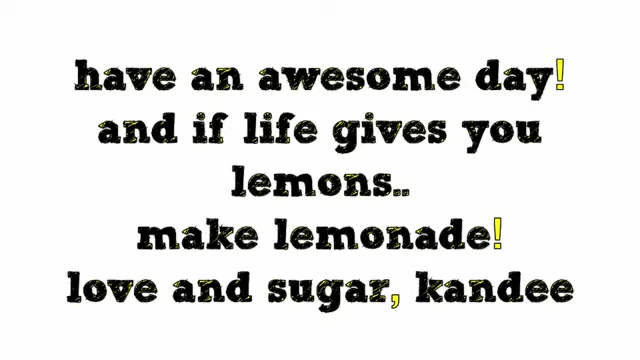 have an awesome day!
and if life gives you
lemons..
make lemonade!
love and sugar, kandee